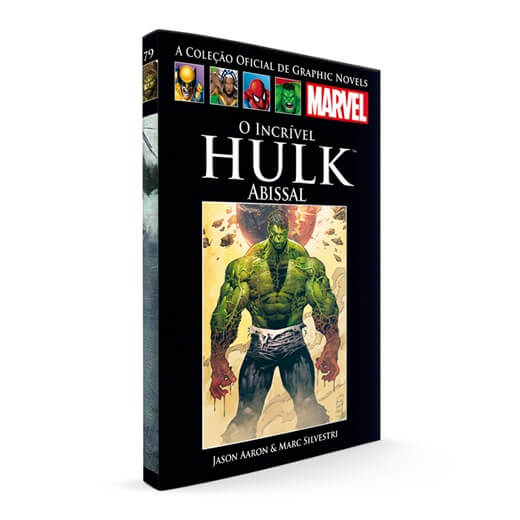 79
A Coleção Oficial de Graphic Novels
MARVEL
O Incrível
HULK
Abissal
Jason Aaron & Marc Silvestri